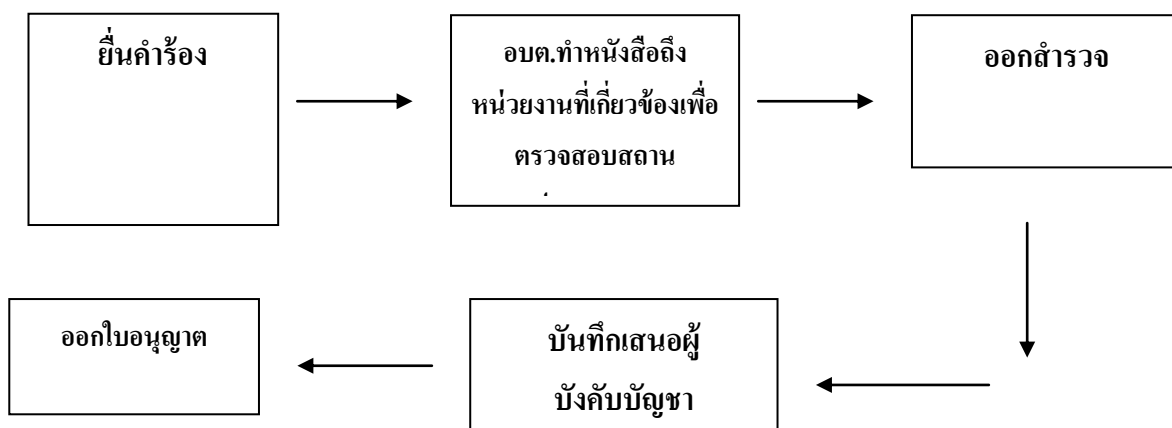 ยื่นคำร้อง
อบต.ทำหนังสือถึง
หน่วยงานที่เกี่ยวข้องเพื่อ
ตรวจสอบสถาน
ออกสำรวจ
บันทึกเสนอผู้
บังคับบัญชา
ออกใบอนุญาต